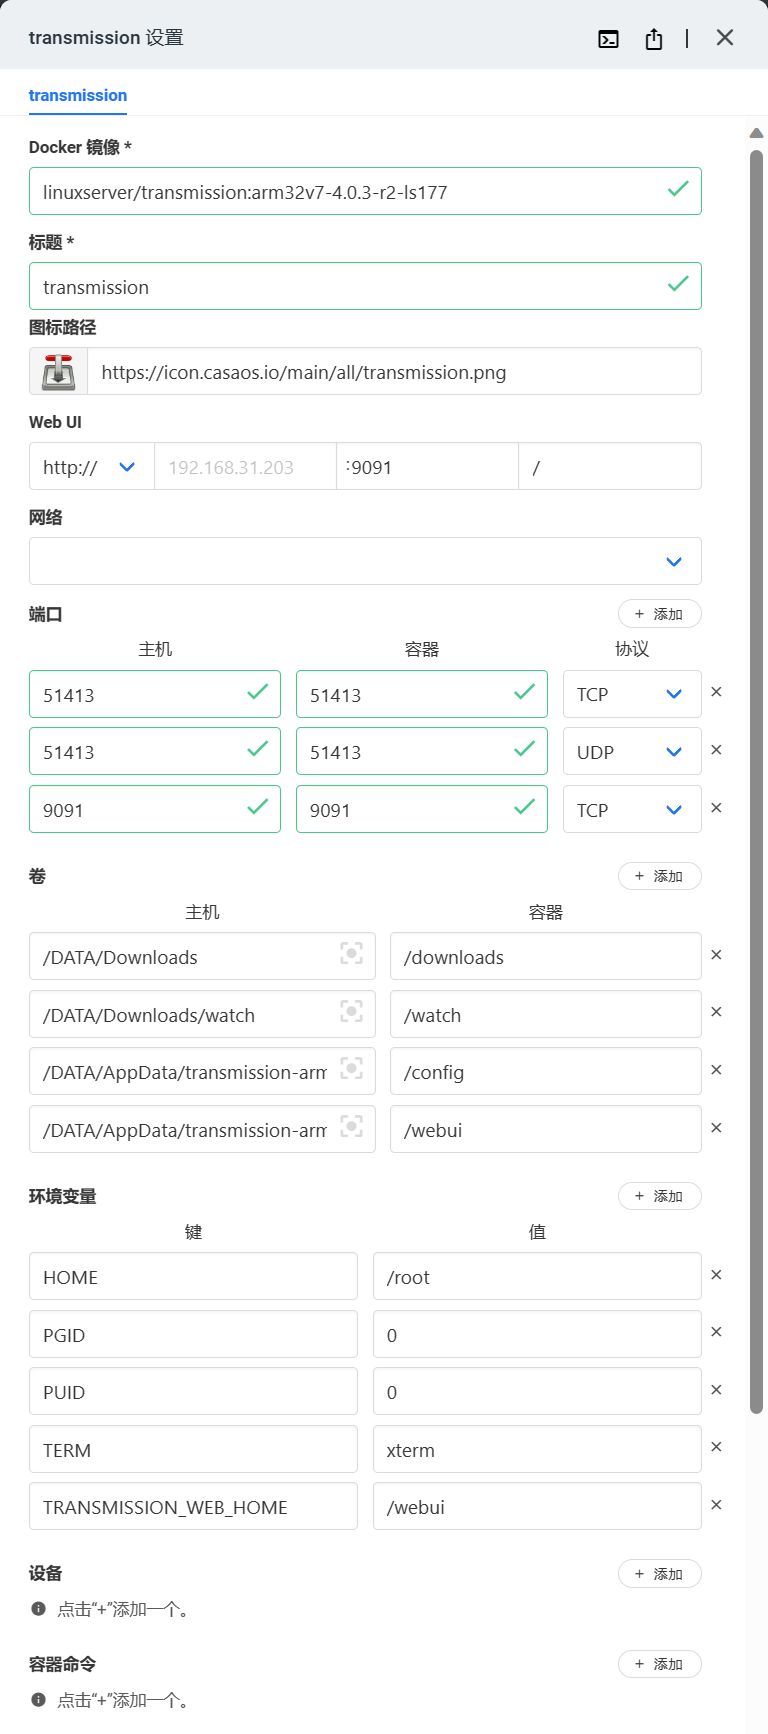 transmission 设置
transmission
Docker 镜像 *
linuxserver/transmission:arm32v7-4.0.3-r2-ls177
标题 *
transmission
图标路径
https://icon.casaos.io/main/all/transmission.png
Web UI
http:// 192.168.31.203 :9091 /
网络
端口 + 添加
主机 容器 协议
51413 51413 TCP
51413 51413 UDP
9091 9091 TCP
卷 + 添加
主机 容器
/DATA/Downloads /downloads
/DATA/Downloads/watch /watch
/DATA/AppData/transmission-arm /config
/DATA/AppData/transmission-arm /webui
环境变量 + 添加
键 值
HOME /root
PGID 0
PUID 0
TERM xterm
TRANSMISSION_WEB_HOME /webui
设备 + 添加
点击“+”添加一个。
容器命令 + 添加
点击“+”添加一个。